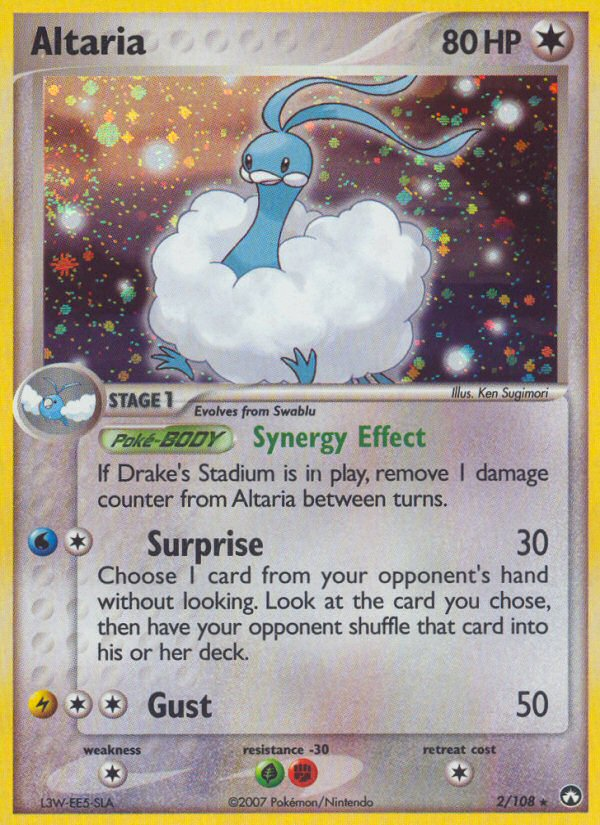 Altaria
80 HP
Illus. Ken Sugimori
STAGE 1
Evolves from Swablu
Poké-BODY Synergy Effect
If Drake's Stadium is in play, remove 1 damage
counter from Altaria between turns.
Surprise 30
Choose 1 card from your opponent's hand
without looking. Look at the card you chose,
then have your opponent shuffle that card into
his or her deck.
Gust 50
weakness resistance -30 retreat cost
L3W-EE5-SLA ©2007 Pokémon/Nintendo 2/108 ★